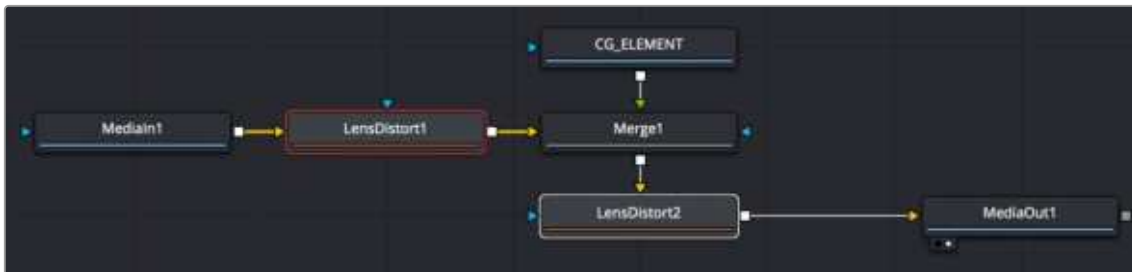 CG_ELEMENT
MediaIn1
LensDistort1
Merge1
LensDistort2
MediaOut1